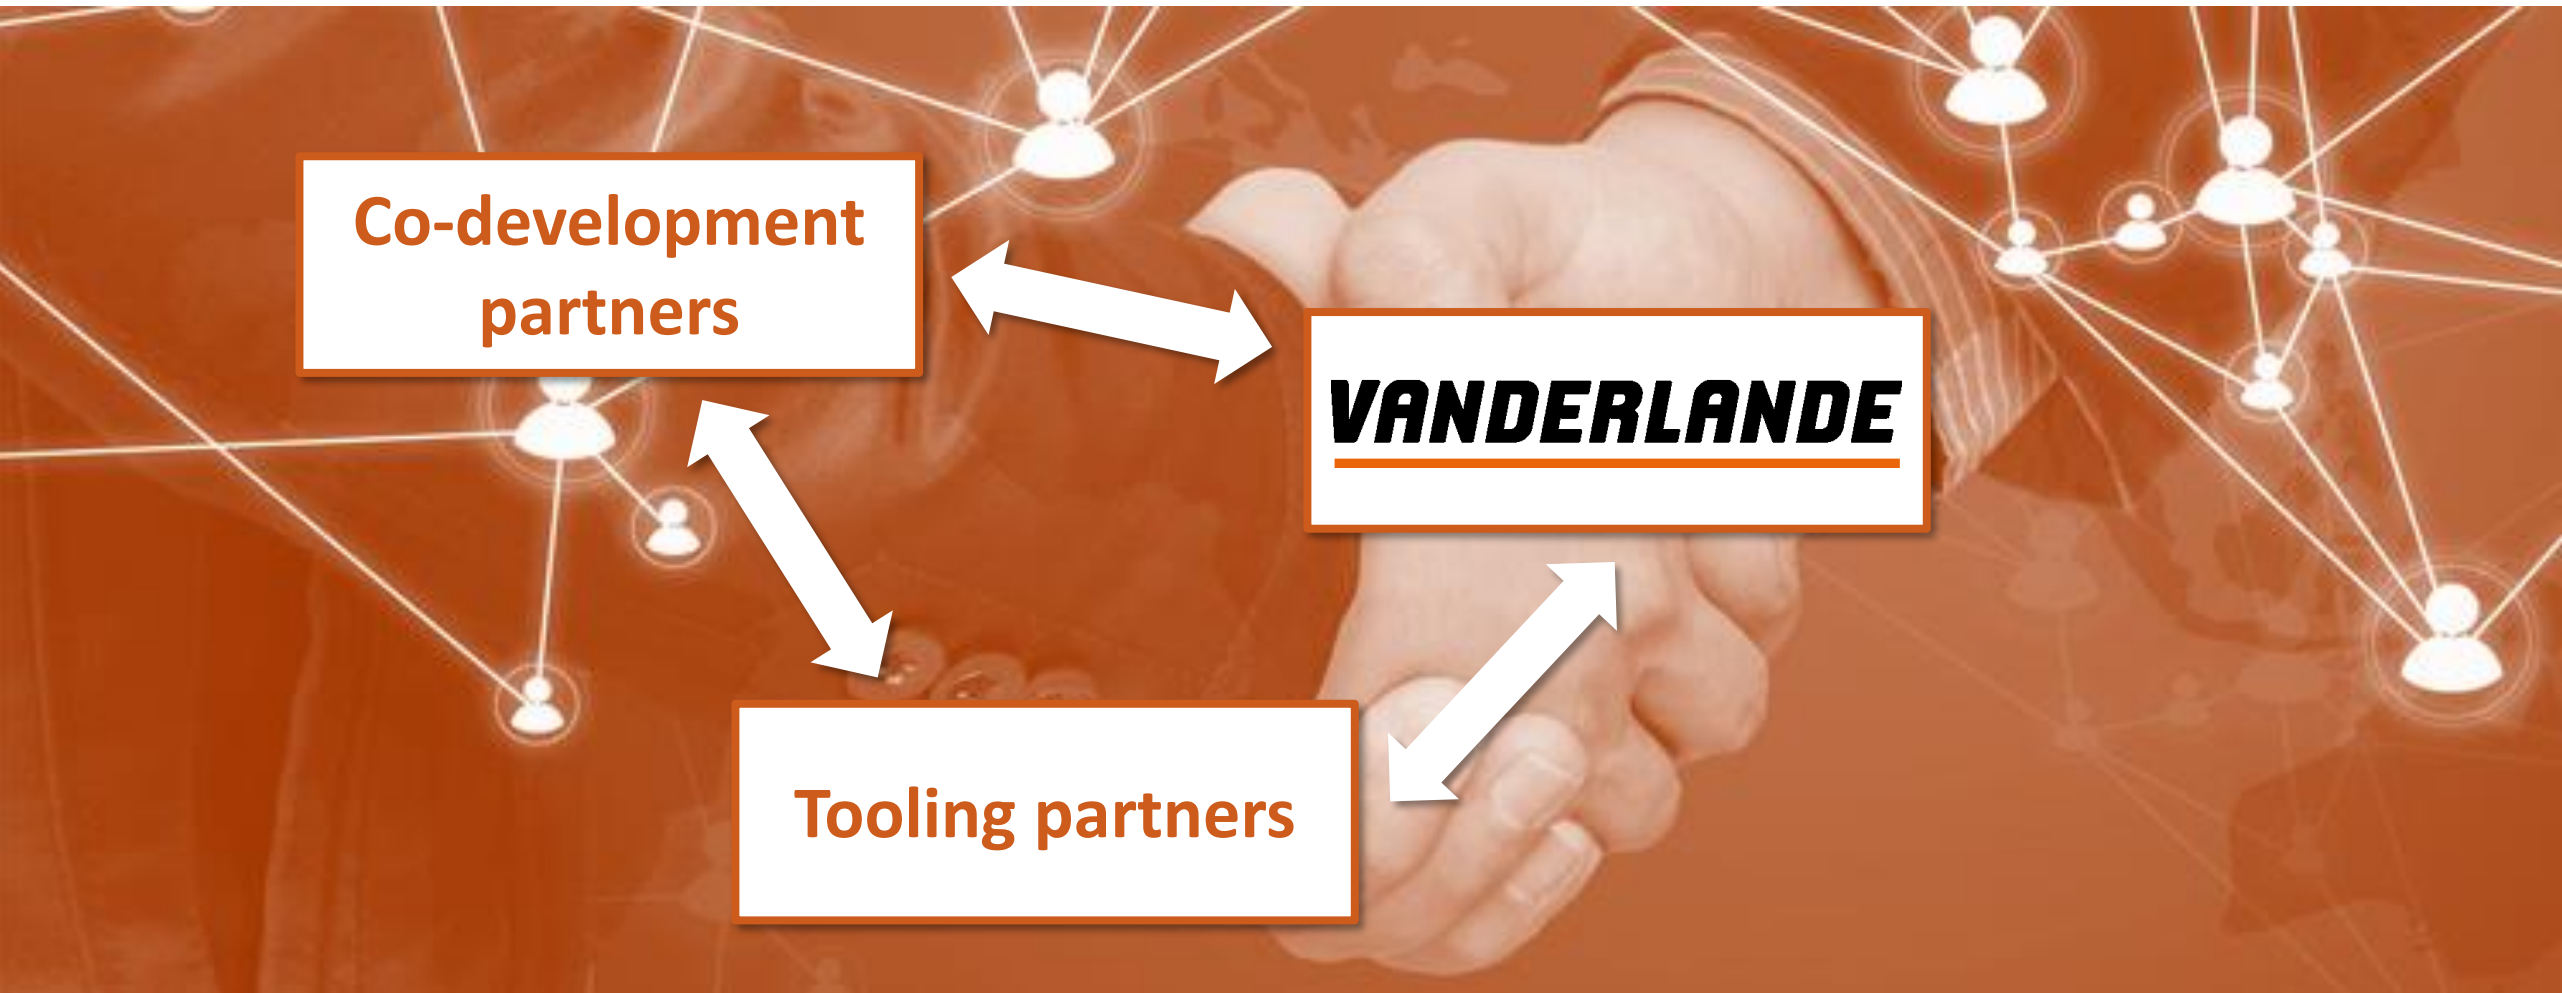 Co-development
partners
VANDERLANDE
Tooling partners